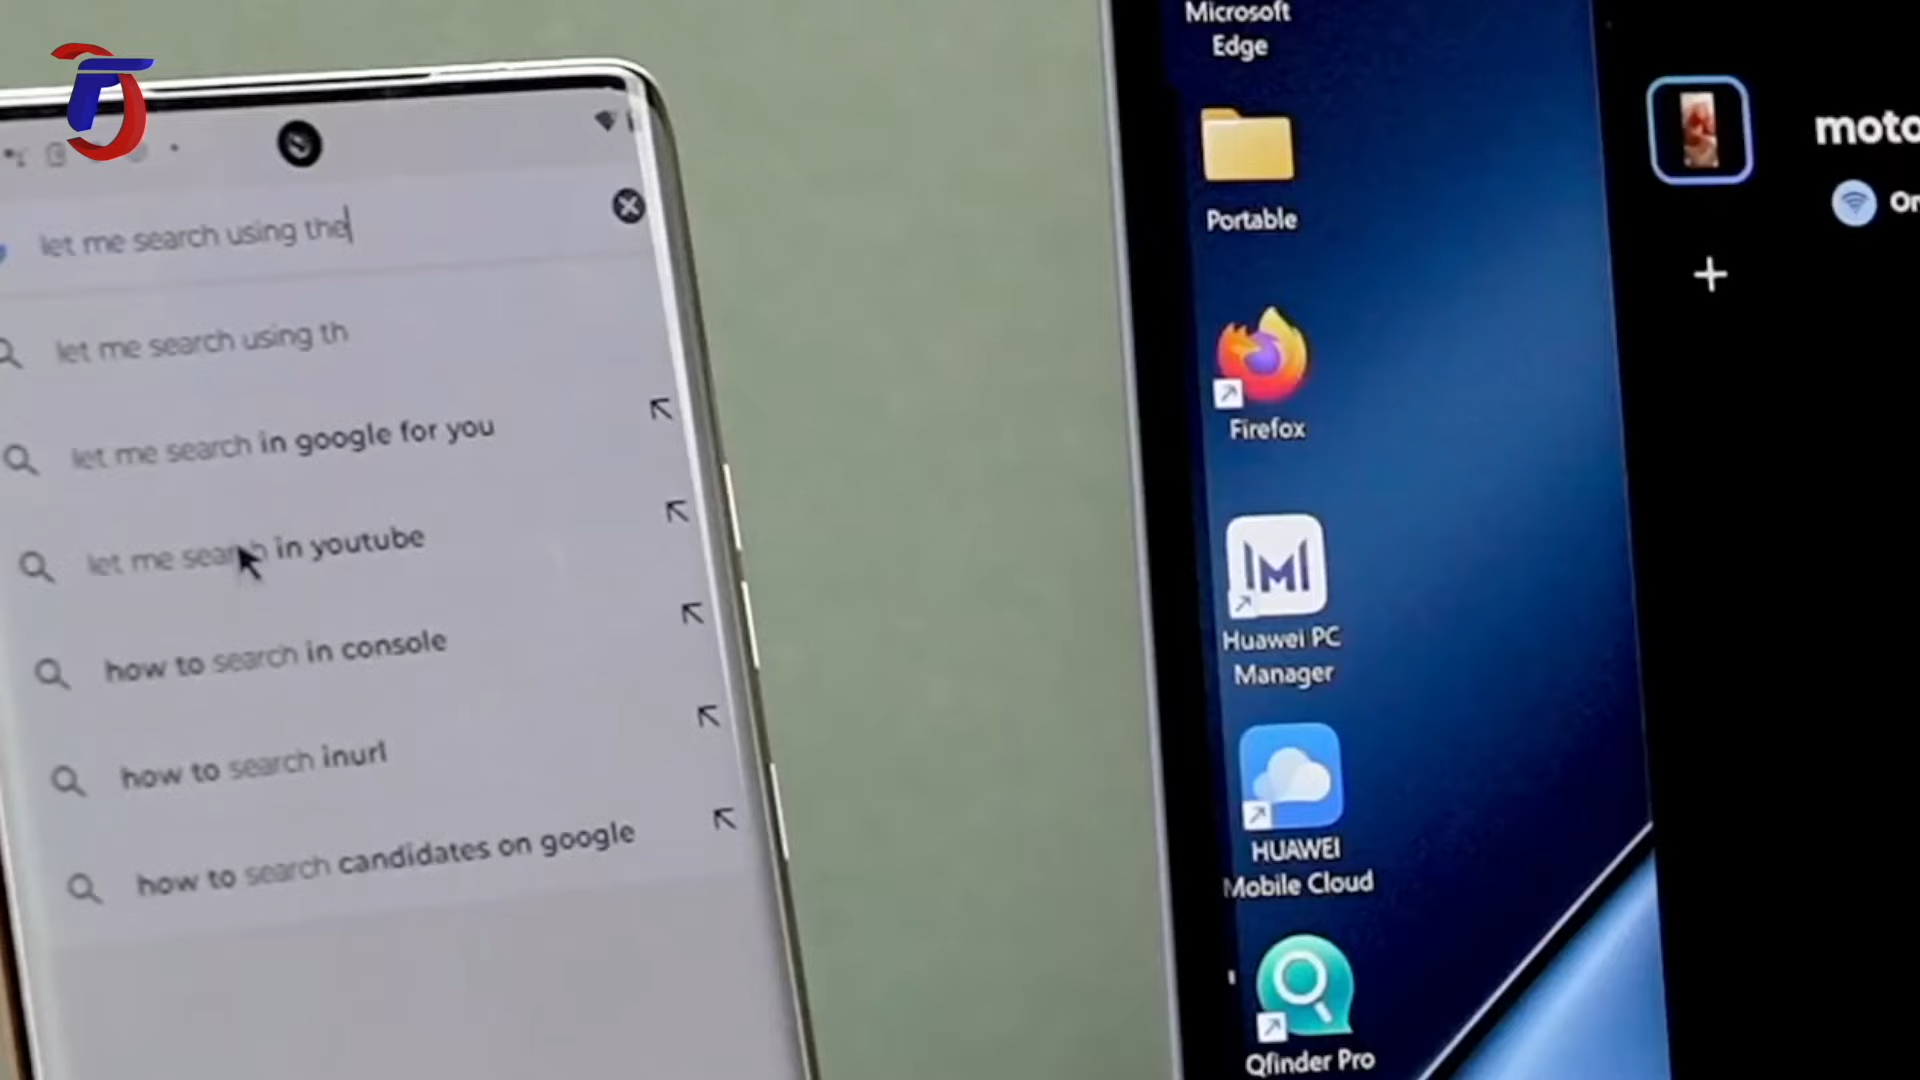 let me search using the
let me search using th
let me search in google for you
let me search in youtube
how to search in console
how to search inurl
how to search candidates on google
Microsoft
Edge
Portable
Firefox
Huawei PC
Manager
HUAWEI
Mobile Cloud
Qfinder Pro
moto